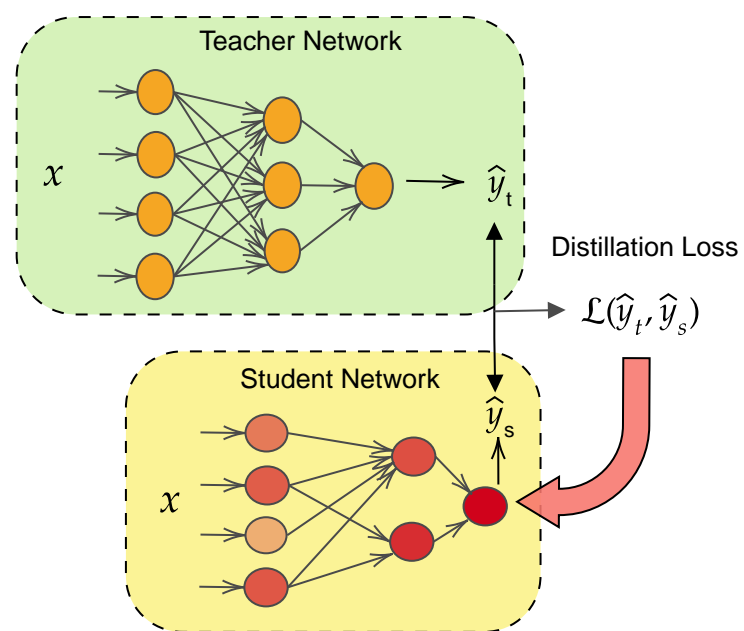 Teacher Network
x
ŷt
Distillation Loss
ℒ(ŷt, ŷs)
Student Network
ŷs
x